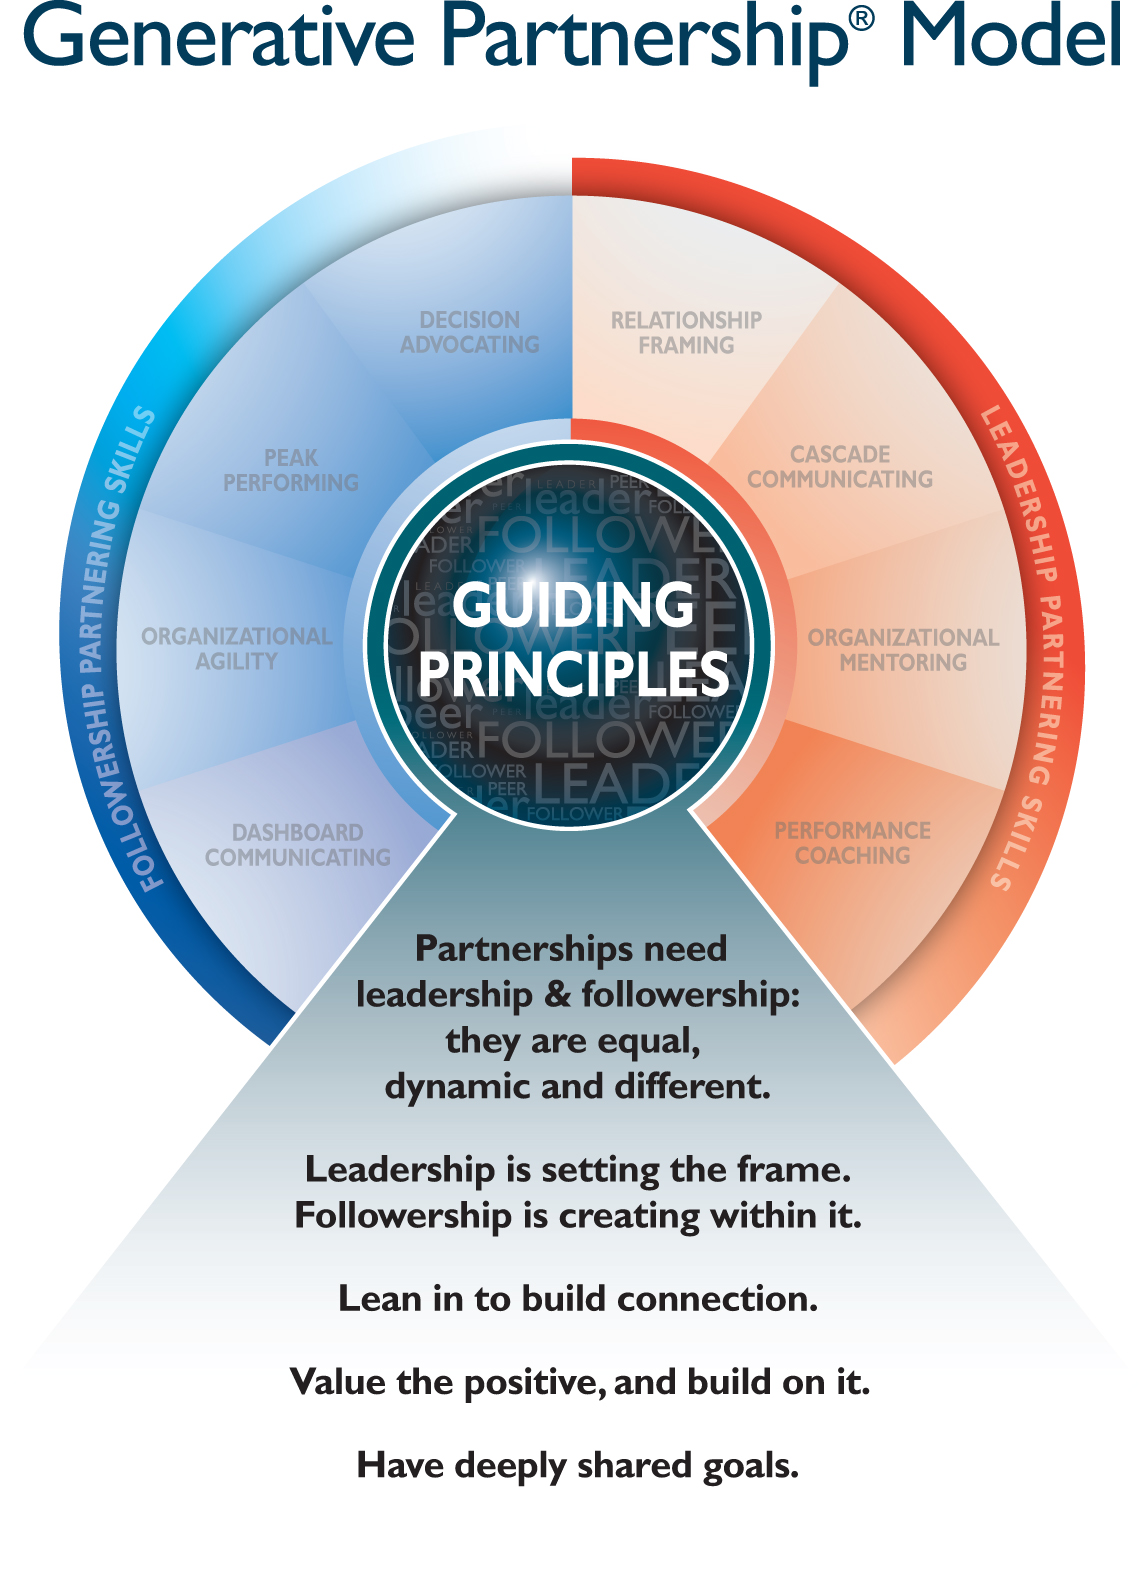 Generative Partnership® Model
DECISION
ADVOCATING
RELATIONSHIP
FRAMING
PEAK
PERFORMING
CASCADE
COMMUNICATING
ORGANIZATIONAL
AGILITY
ORGANIZATIONAL
MENTORING
DASHBOARD
COMMUNICATING
PERFORMANCE
COACHING
FOLLOWERSHIP PARTNERING SKILLS
LEADERSHIP PARTNERING SKILLS
GUIDING
PRINCIPLES
Partnerships need
leadership & followership:
they are equal,
dynamic and different.
Leadership is setting the frame.
Followership is creating within it.
Lean in to build connection.
Value the positive, and build on it.
Have deeply shared goals.